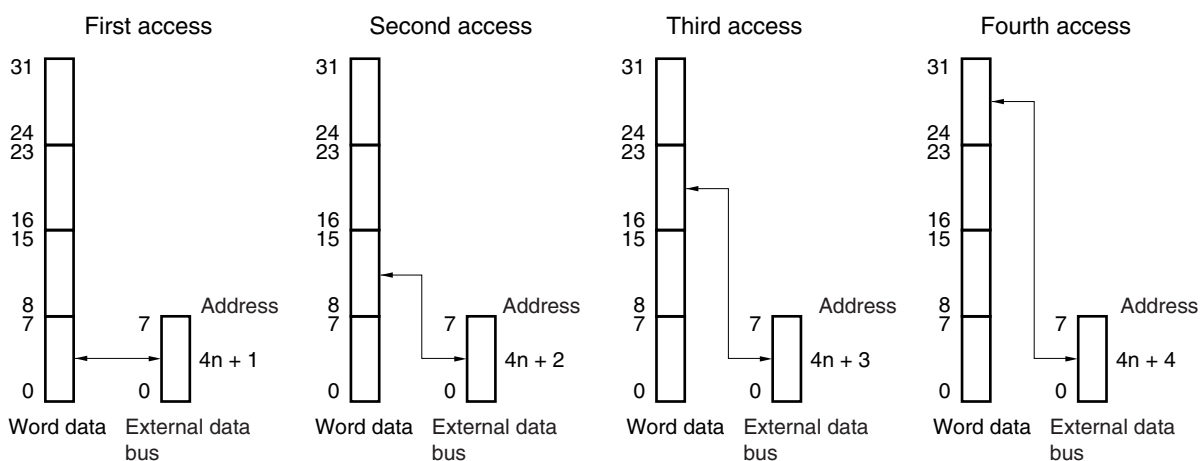 First access
31
24
23
16
15
8
7
0
Address
7
4n + 1
0
Word data
External data
bus
Second access
31
24
23
16
15
8
7
0
Address
7
4n + 2
0
Word data
External data
bus
Third access
31
24
23
16
15
8
7
0
Address
7
4n + 3
0
Word data
External data
bus
Fourth access
31
24
23
16
15
8
7
0
Address
7
4n + 4
0
Word data
External data
bus